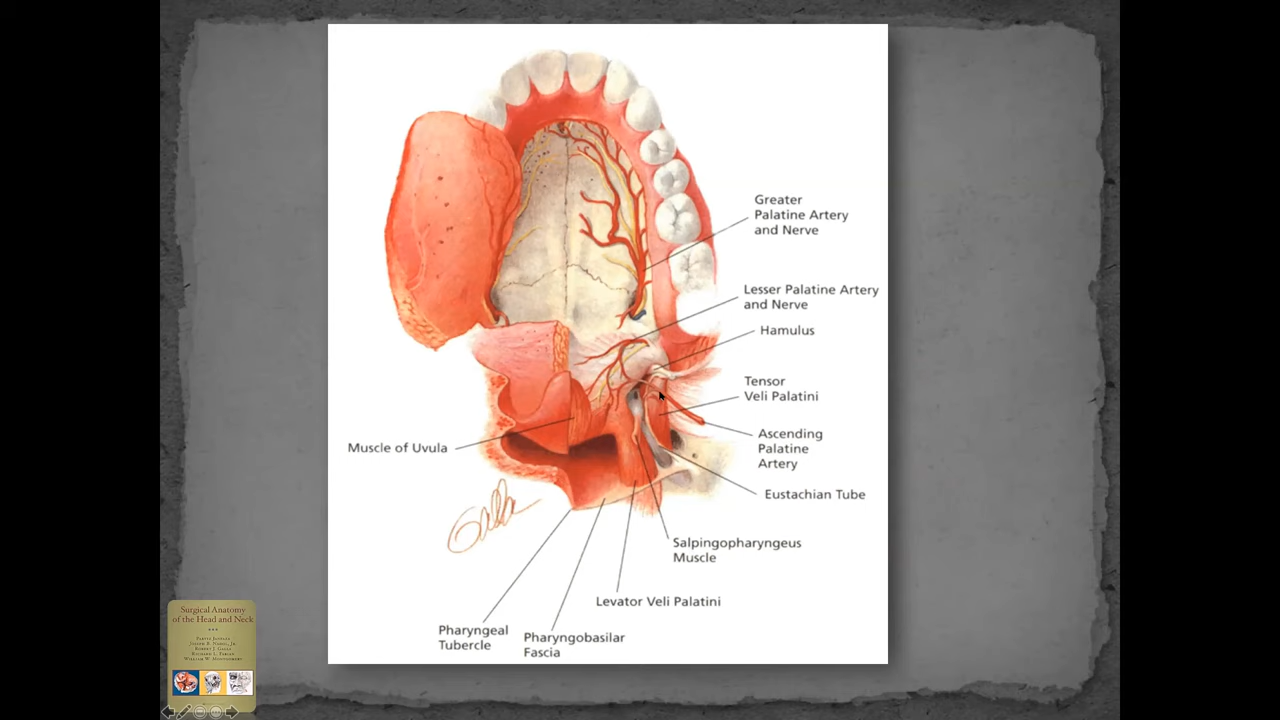 Greater
Palatine Artery
and Nerve
Lesser Palatine Artery
and Nerve
Hamulus
Tensor
Veli Palatini
Ascending
Palatine
Artery
Muscle of Uvula
Eustachian Tube
Salpingopharyngeus
Muscle
Levator Veli Palatini
Pharyngeal
Tubercle
Pharyngobasilar
Fascia
Surgical Anatomy
of the Head and Neck